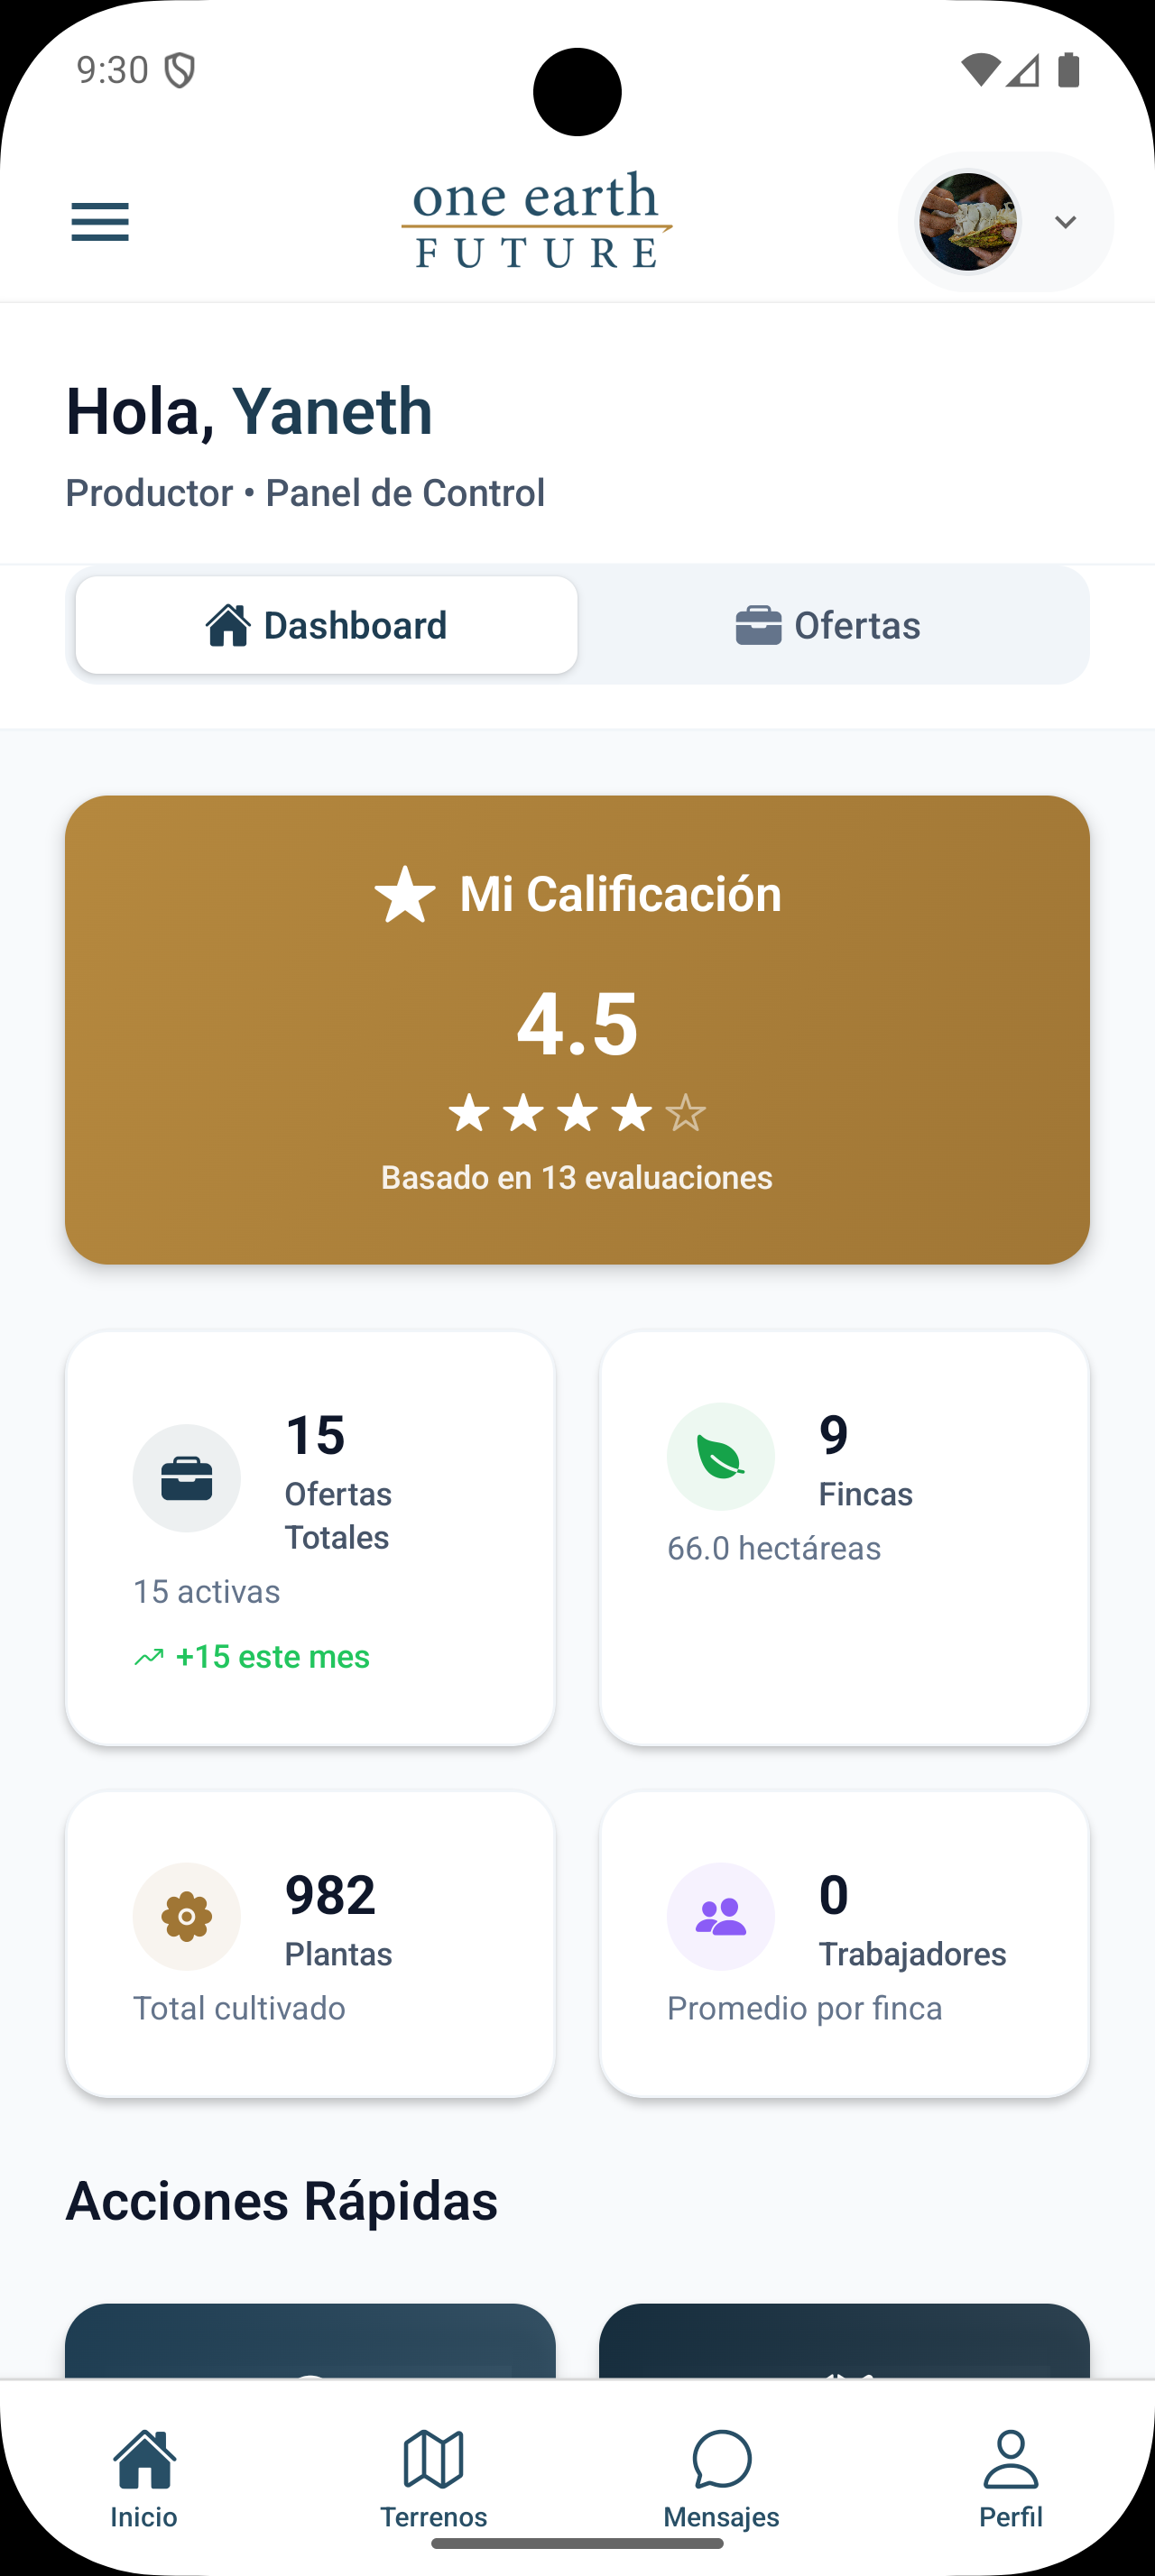 9:30
one earth
FUTURE
Hola, Yaneth
Productor • Panel de Control
Dashboard
Ofertas
Mi Calificación
4.5
Basado en 13 evaluaciones
15
Ofertas
Totales
15 activas
+15 este mes
9
Fincas
66.0 hectáreas
982
Plantas
Total cultivado
0
Trabajadores
Promedio por finca
Acciones Rápidas
Inicio
Terrenos
Mensajes
Perfil